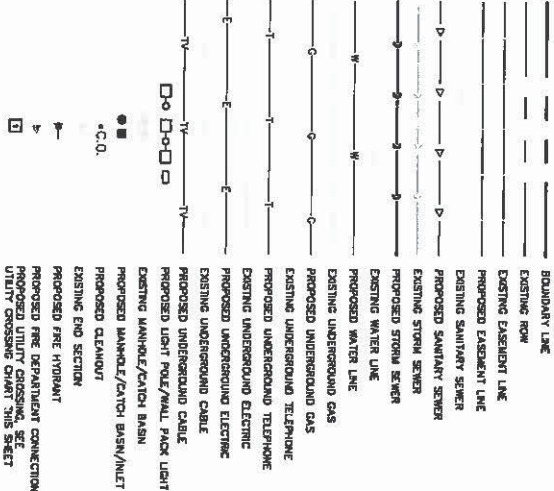 BOUNDARY LINE
EXISTING ROW
EXISTING EASEMENT LINE
PROPOSED EASEMENT LINE
EXISTING SANITARY SEWER
PROPOSED SANITARY SEWER
EXISTING STORM SEWER
D D D PROPOSED STORM SEWER
EXISTING WATER LINE
W W PROPOSED WATER LINE
EXISTING UNDERGROUND GAS
G G G PROPOSED UNDERGROUND GAS
EXISTING UNDERGROUND TELEPHONE
T T T PROPOSED UNDERGROUND TELEPHONE
EXISTING UNDERGROUND ELECTRIC
E E E PROPOSED UNDERGROUND ELECTRIC
EXISTING UNDERGROUND CABLE
TV TV TV PROPOSED UNDERGROUND CABLE
PROPOSED LIGHT POLE/WALL PACK LIGHT
EXISTING MANHOLE/CATCH BASIN
PROPOSED MANHOLE/CATCH BASIN/INLET
•C.O. PROPOSED CLEANOUT
EXISTING END SECTION
PROPOSED FIRE HYDRANT
PROPOSED FIRE DEPARTMENT CONNECTION
1 PROPOSED UTILITY CROSSING, SEE
UTILITY CROSSING CHART THIS SHEET